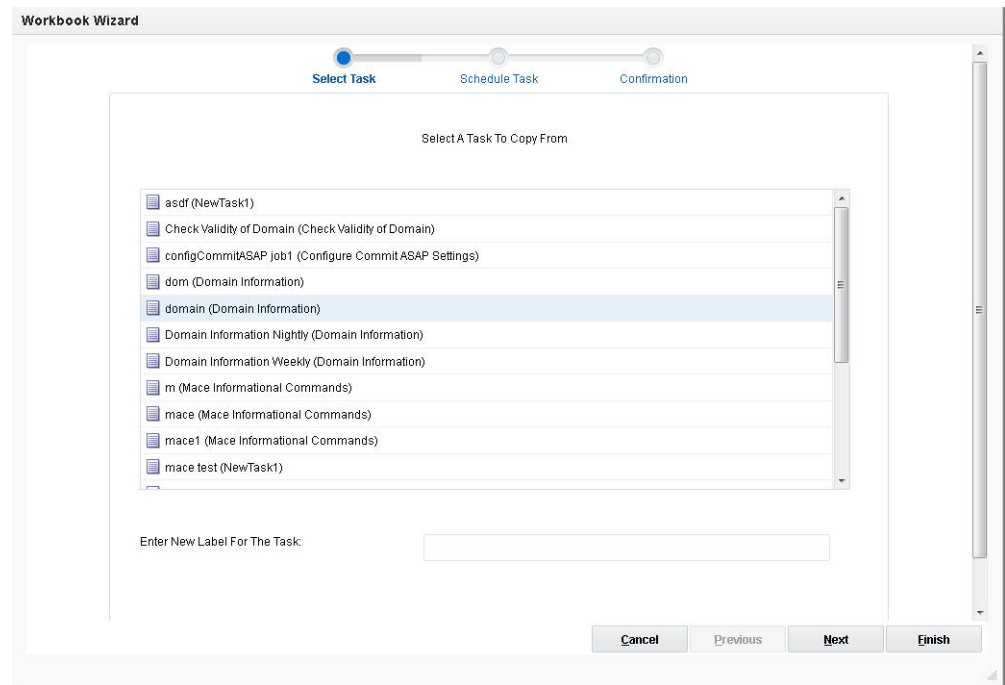 Workbook Wizard
Select Task
Schedule Task
Confirmation
Select A Task To Copy From
asdf (NewTask1)
Check Validity of Domain (Check Validity of Domain)
configCommitASAP job1 (Configure Commit ASAP Settings)
dom (Domain Information)
domain (Domain Information)
Domain Information Nightly (Domain Information)
Domain Information Weekly (Domain Information)
m (Mace Informational Commands)
mace (Mace Informational Commands)
mace1 (Mace Informational Commands)
mace test (NewTask1)
Enter New Label For The Task:
Cancel
Previous
Next
Finish